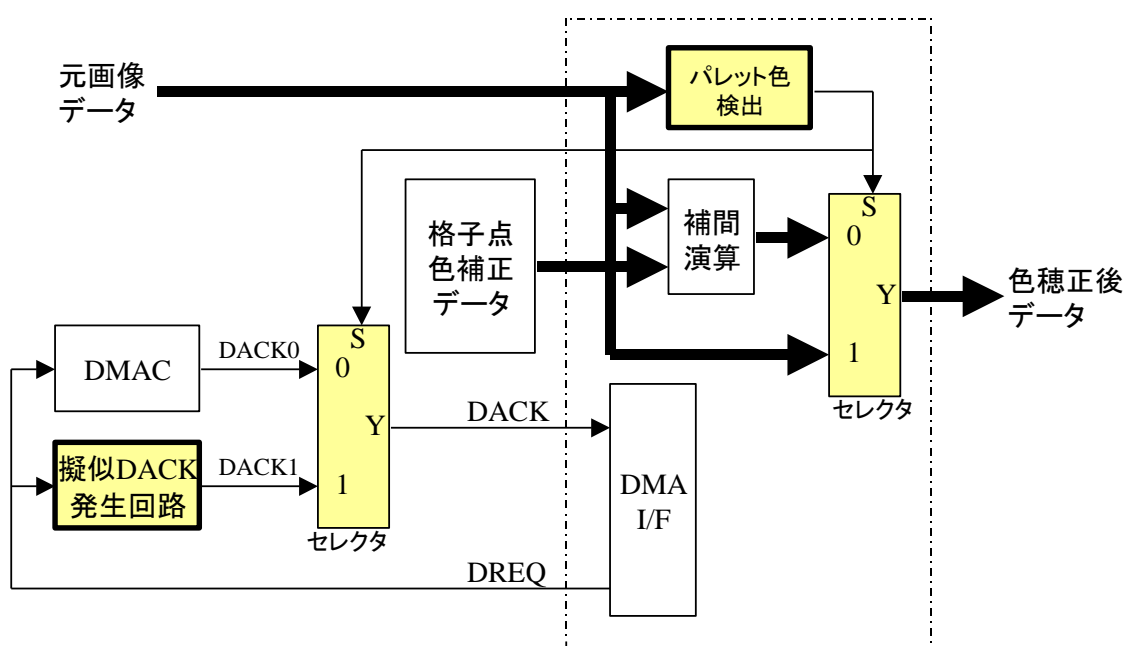 元画像
データ
パレット色
検出
S
0
1
Y
格子点
色補正
データ
補間
演算
色穂正後
データ
セレクタ
DMAC
DACK0
S
0
1
Y
DACK
擬似DACK
発生回路
DACK1
セレクタ
DMA
I/F
DREQ